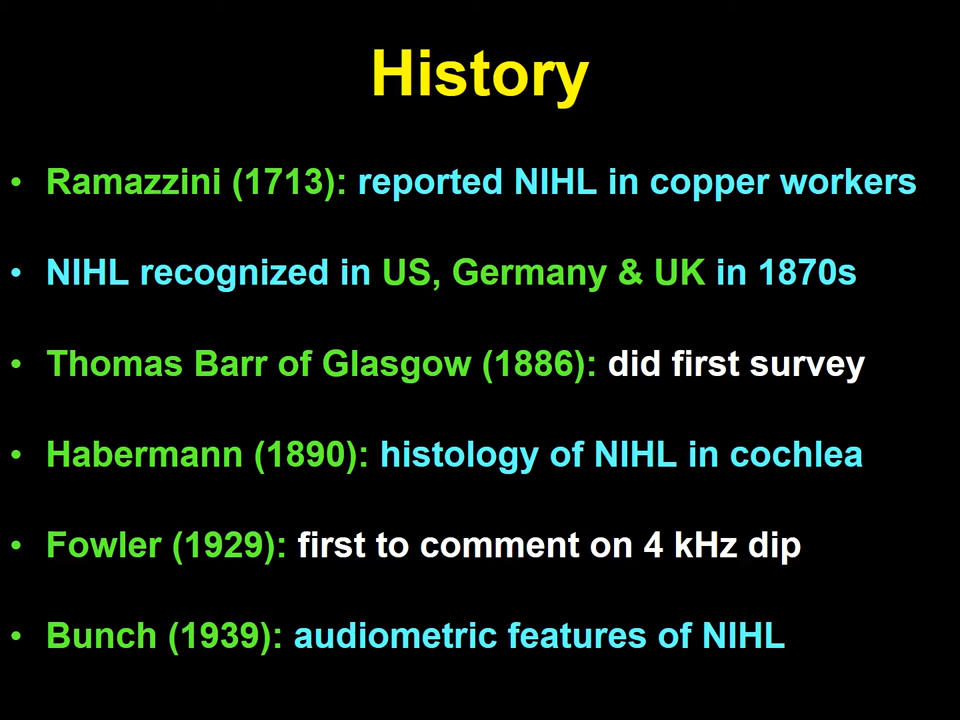 History
• Ramazzini (1713): reported NIHL in copper workers
• NIHL recognized in US, Germany & UK in 1870s
• Thomas Barr of Glasgow (1886): did first survey
• Habermann (1890): histology of NIHL in cochlea
• Fowler (1929): first to comment on 4 kHz dip
• Bunch (1939): audiometric features of NIHL